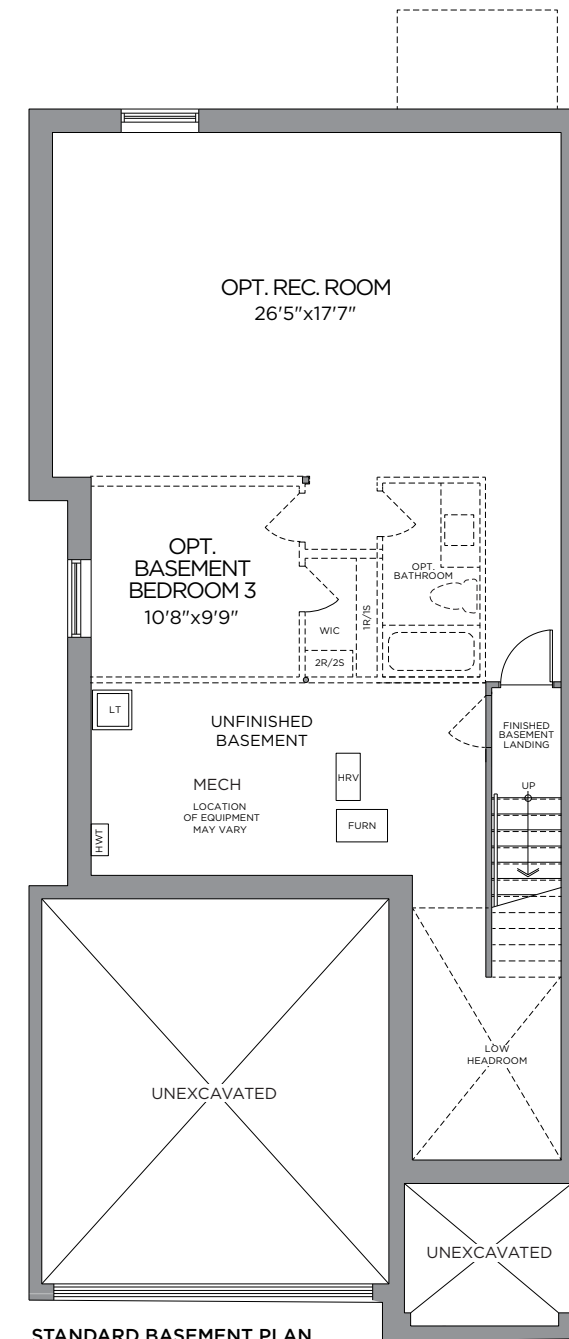 OPT. REC. ROOM
26'5"x17'7"
OPT.
BASEMENT
BEDROOM 3
10'8"x9'9"
OPT.
BATHROOM
WIC
1R/1S
2R/2S
LT
UNFINISHED
BASEMENT
FINISHED
BASEMENT
LANDING
MECH
LOCATION
OF EQUIPMENT
MAY VARY
HRV
UP
HWT
FURN
LOW
HEADROOM
UNEXCAVATED
UNEXCAVATED
STANDARD BASEMENT PLAN